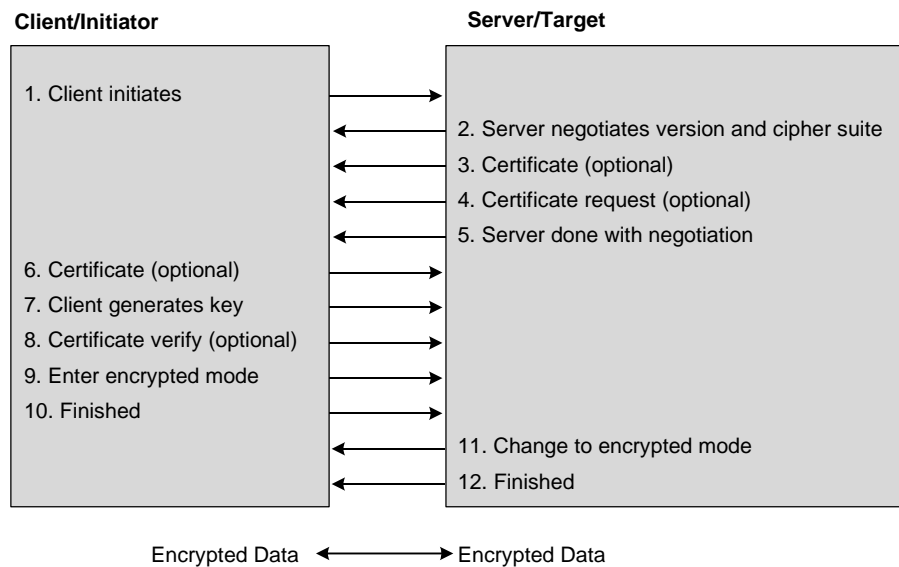 Client/Initiator
Server/Target
1. Client initiates
2. Server negotiates version and cipher suite
3. Certificate (optional)
4. Certificate request (optional)
5. Server done with negotiation
6. Certificate (optional)
7. Client generates key
8. Certificate verify (optional)
9. Enter encrypted mode
10. Finished
11. Change to encrypted mode
12. Finished
Encrypted Data
Encrypted Data